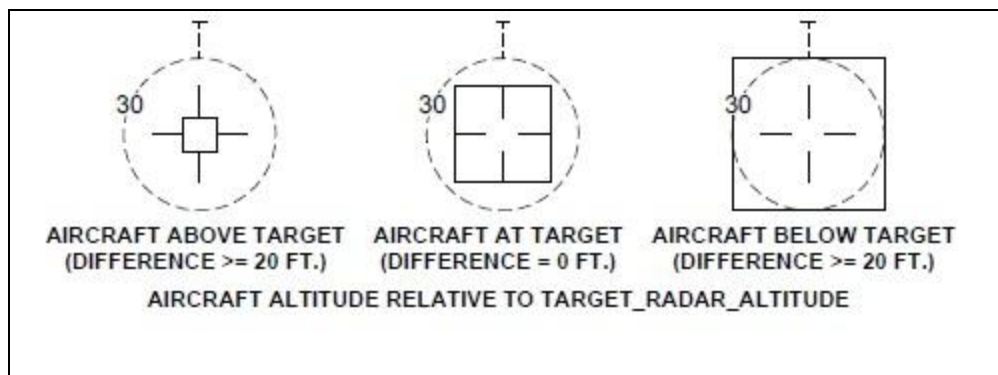 30
30
30
AIRCRAFT ABOVE TARGET
(DIFFERENCE >= 20 FT.)
AIRCRAFT AT TARGET
(DIFFERENCE = 0 FT.)
AIRCRAFT BELOW TARGET
(DIFFERENCE >= 20 FT.)
AIRCRAFT ALTITUDE RELATIVE TO TARGET_RADAR_ALTITUDE